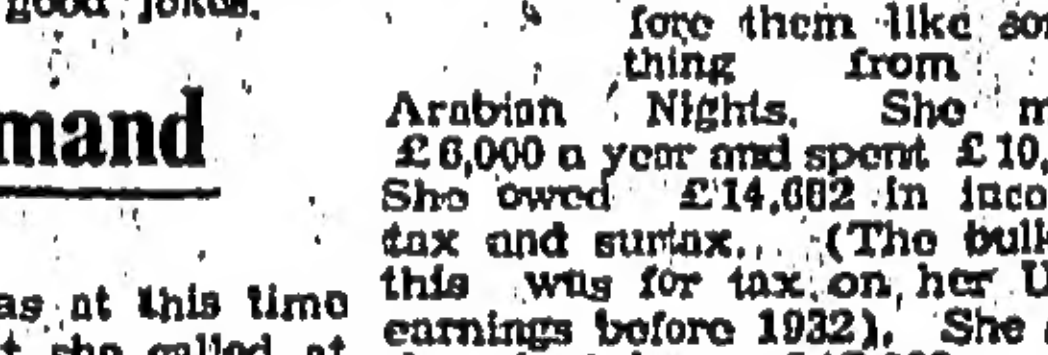 good jokes.
mand
as at this time
t she called at
fore them like som
thing from
Arabian Nights. She m
£6,000 a year and spent £10,
She owed in inco
tax and surtax. (The bulk
this was for tax on her U
earnings before 1932). She